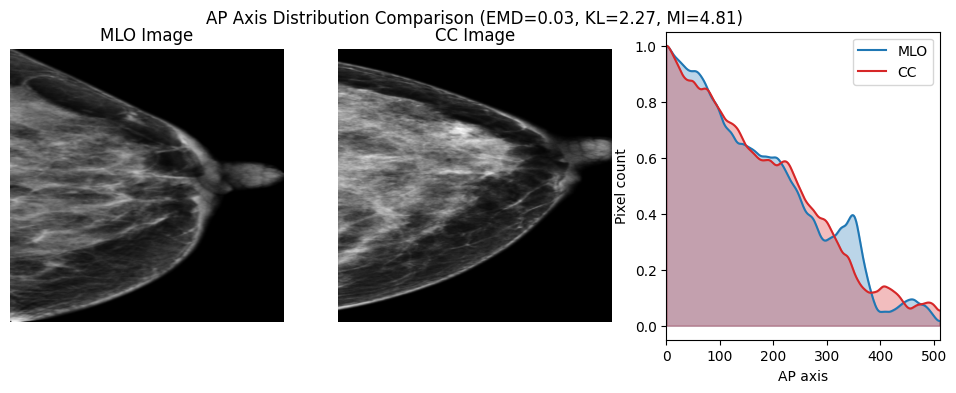 AP Axis Distribution Comparison (EMD=0.03, KL=2.27, MI=4.81)
MLO Image
CC Image
MLO
CC
Pixel count
1.0
0.8
0.6
0.4
0.2
0.0
0 100 200 300 400 500
AP axis